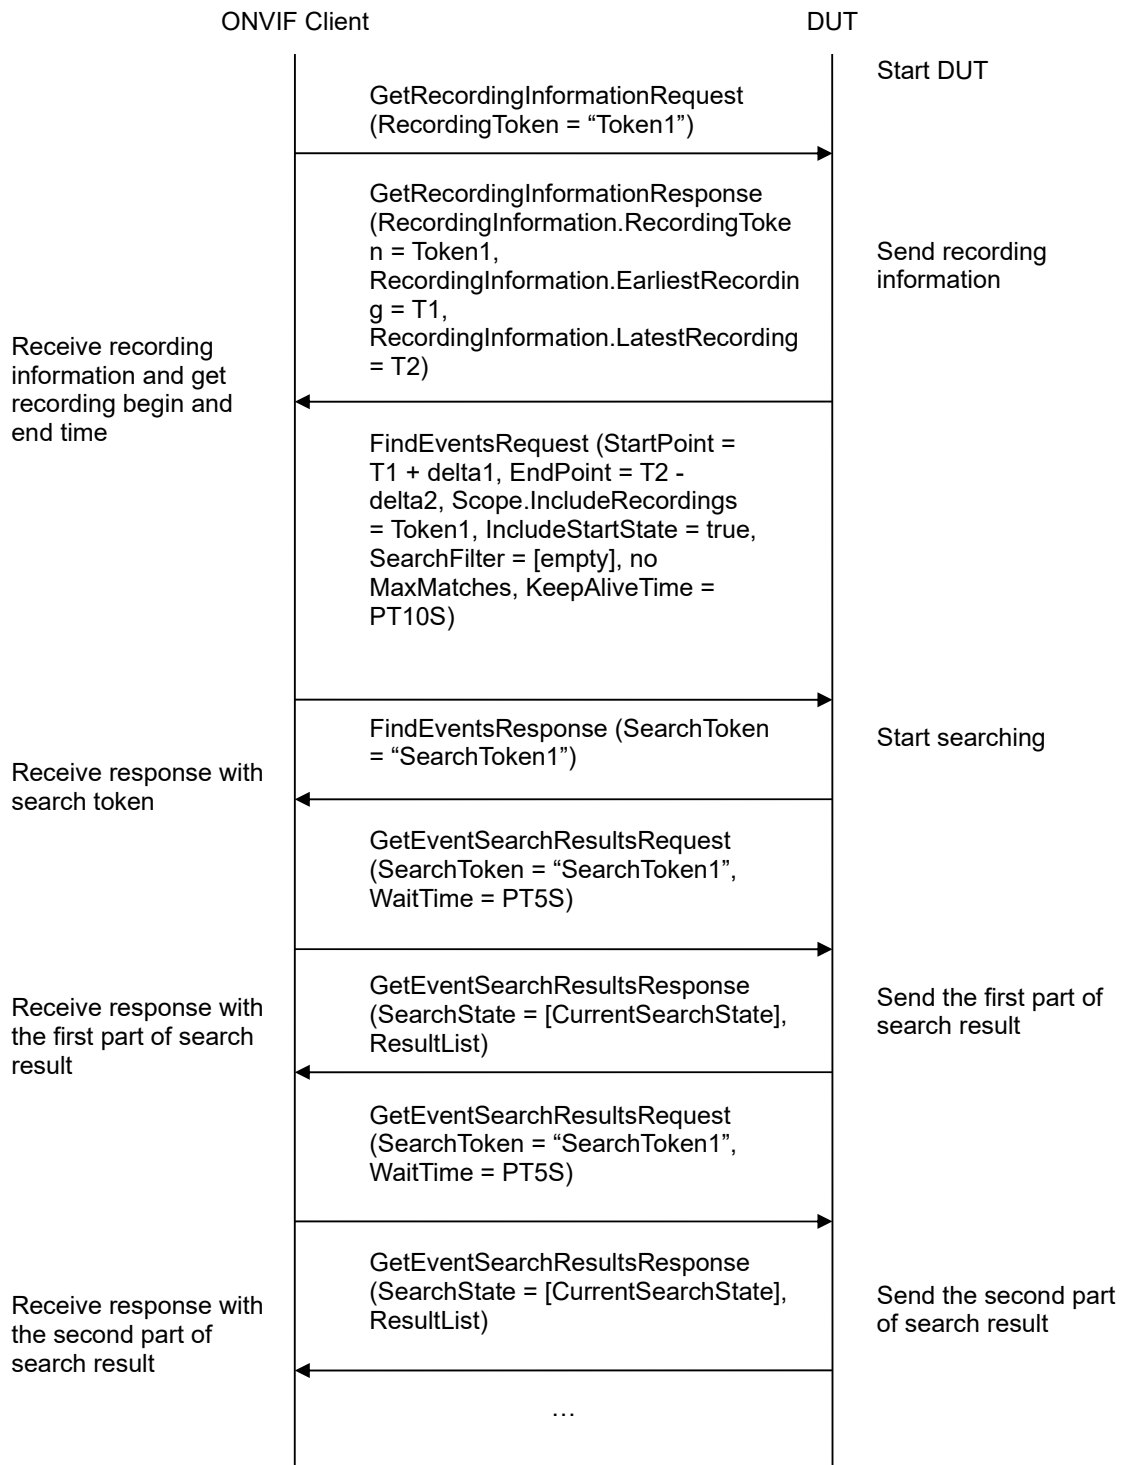 ONVIF Client
DUT
Start DUT
GetRecordingInformationRequest
(RecordingToken = “Token1”)
GetRecordingInformationResponse
(RecordingInformation.RecordingToke
n = Token1,
RecordingInformation.EarliestRecordin
g = T1,
RecordingInformation.LatestRecording
= T2)
Send recording
information
Receive recording
information and get
recording begin and
end time
FindEventsRequest (StartPoint =
T1 + delta1, EndPoint = T2 -
delta2, Scope.IncludeRecordings
= Token1, IncludeStartState = true,
SearchFilter = [empty], no
MaxMatches, KeepAliveTime =
PT10S)
FindEventsResponse (SearchToken
= “SearchToken1”)
Start searching
Receive response with
search token
GetEventSearchResultsRequest
(SearchToken = “SearchToken1”,
WaitTime = PT5S)
GetEventSearchResultsResponse
(SearchState = [CurrentSearchState],
ResultList)
Send the first part of
search result
Receive response with
the first part of search
result
GetEventSearchResultsRequest
(SearchToken = “SearchToken1”,
WaitTime = PT5S)
GetEventSearchResultsResponse
(SearchState = [CurrentSearchState],
ResultList)
Send the second part
of search result
Receive response with
the second part of
search result
…